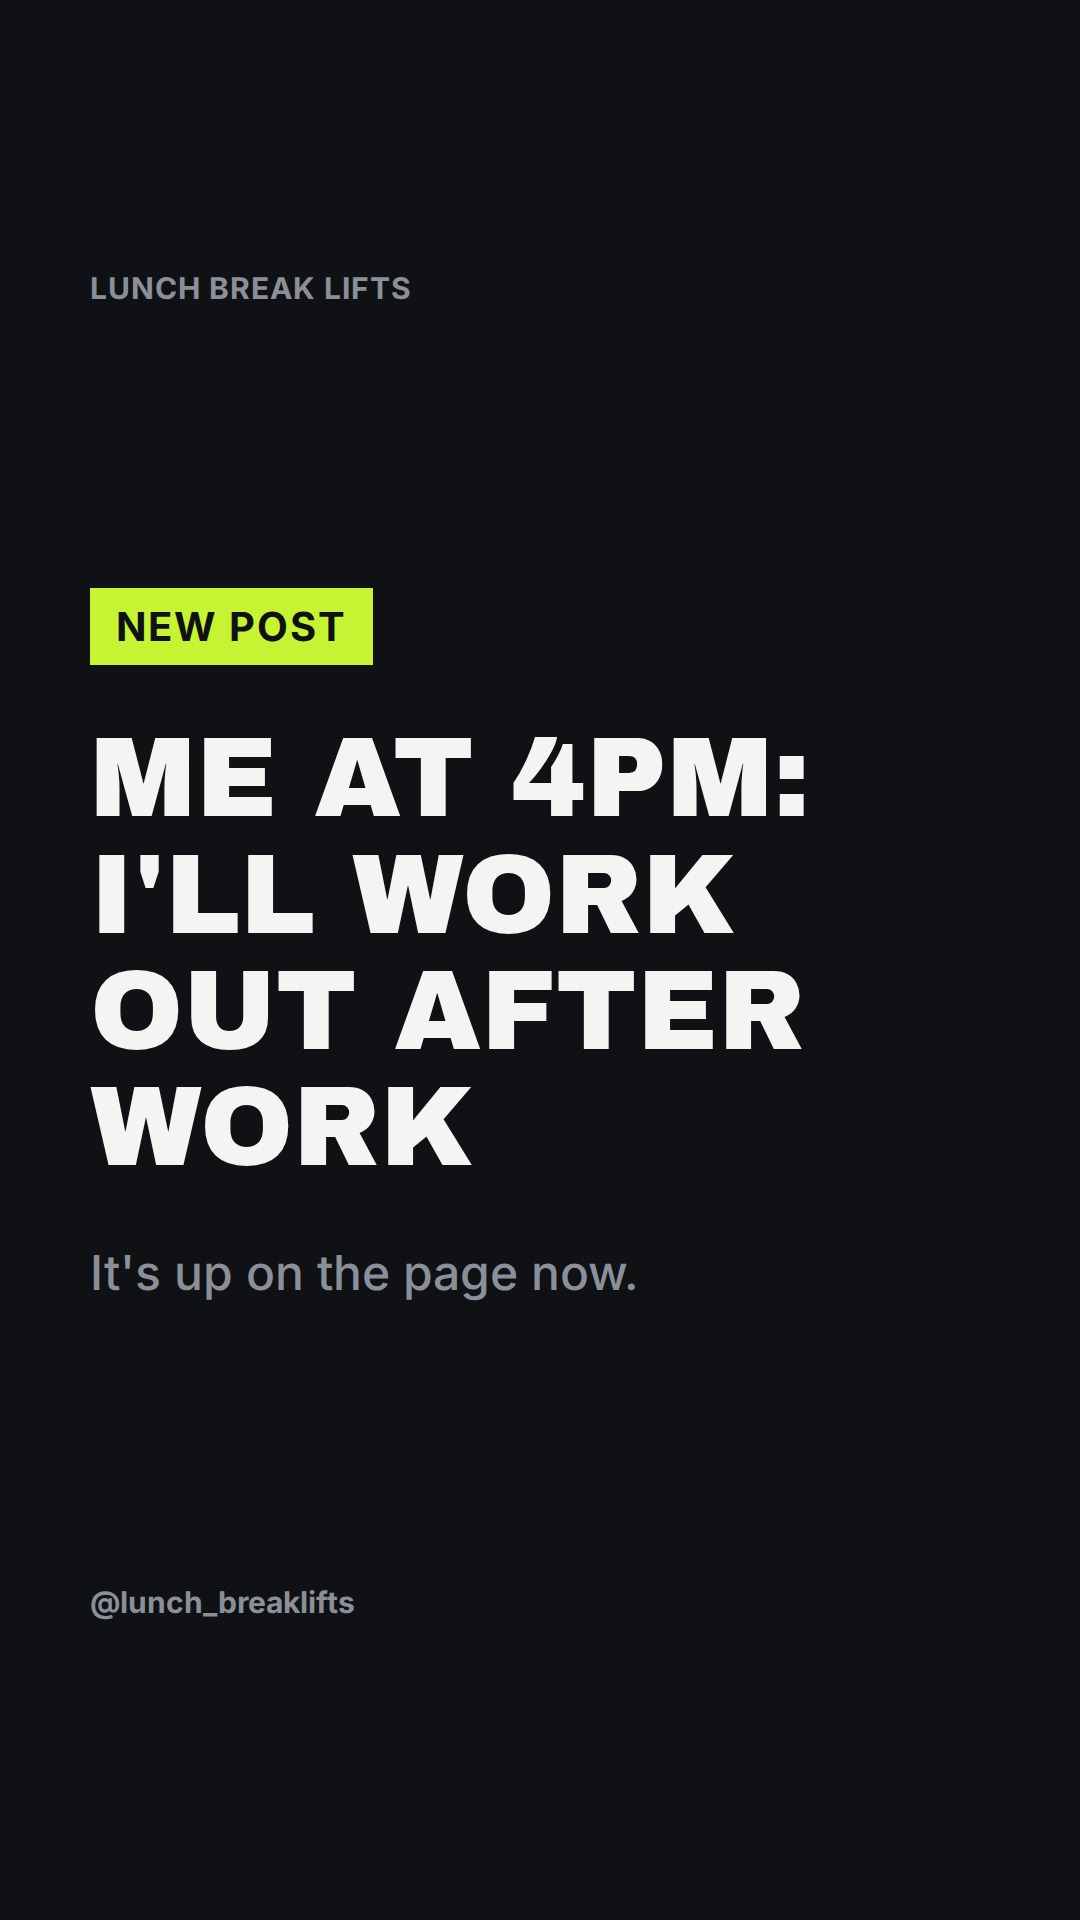 LUNCH BREAK LIFTS
NEW POST
ME AT 4PM:
I'LL WORK
OUT AFTER
WORK
It's up on the page now.
@lunch_breaklifts